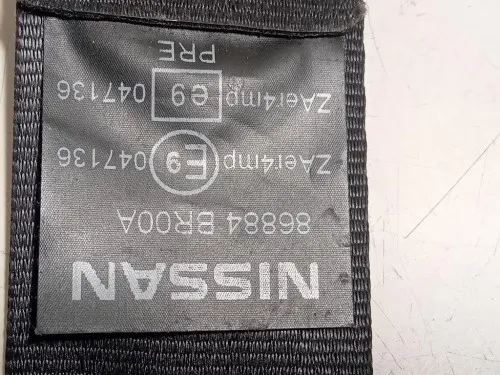 NISSAN
86884 BR00A
ZAer4mp E9 047136
ZAer4mp e9 047136
PRE